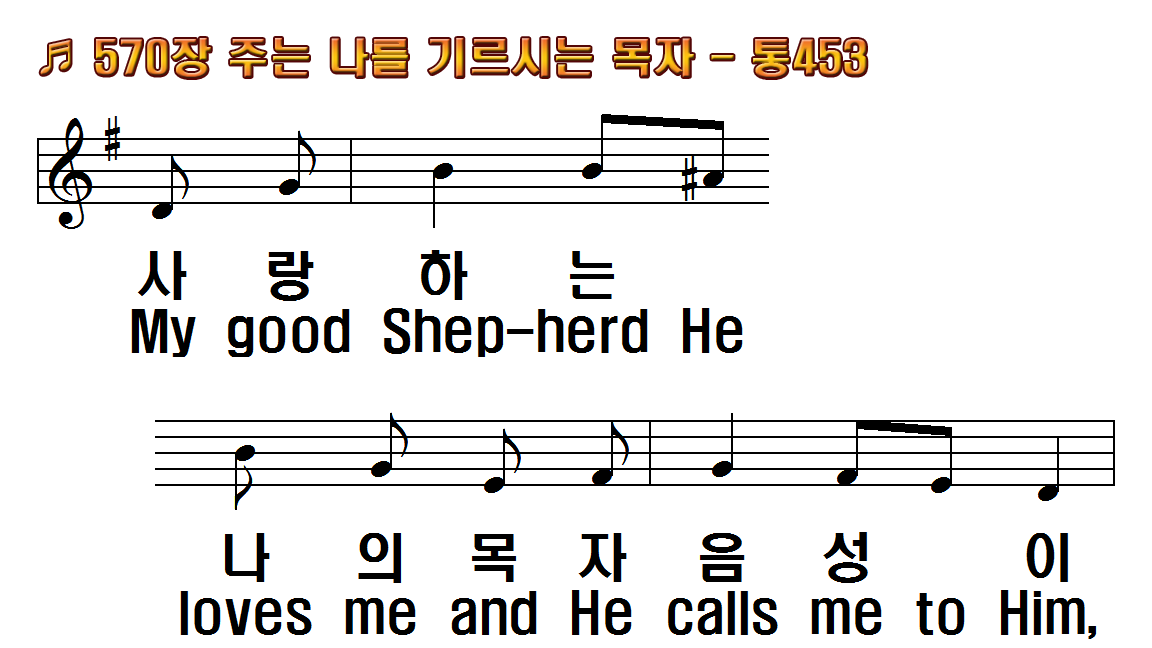 ♬ 570장 주는 나를 기르시는 목자 - 통453
사 랑 하 는
My good Shep-herd He
나 의 목 자 음 성 이
loves me and He calls me to Him,